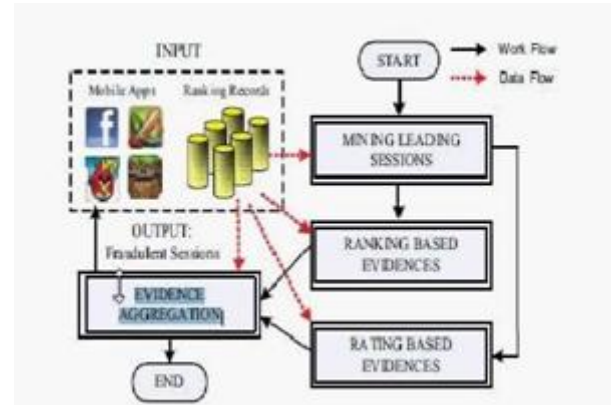 INPUT
START
Work Flow
Data Flow
Mobile Apps
Ranking Records
MINING LEADING
SESSIONS
OUTPUT:
Fraudulent Sessions
RANKING BASED
EVIDENCES
EVIDENCE
AGGREGATION
RATING BASED
EVIDENCES
END